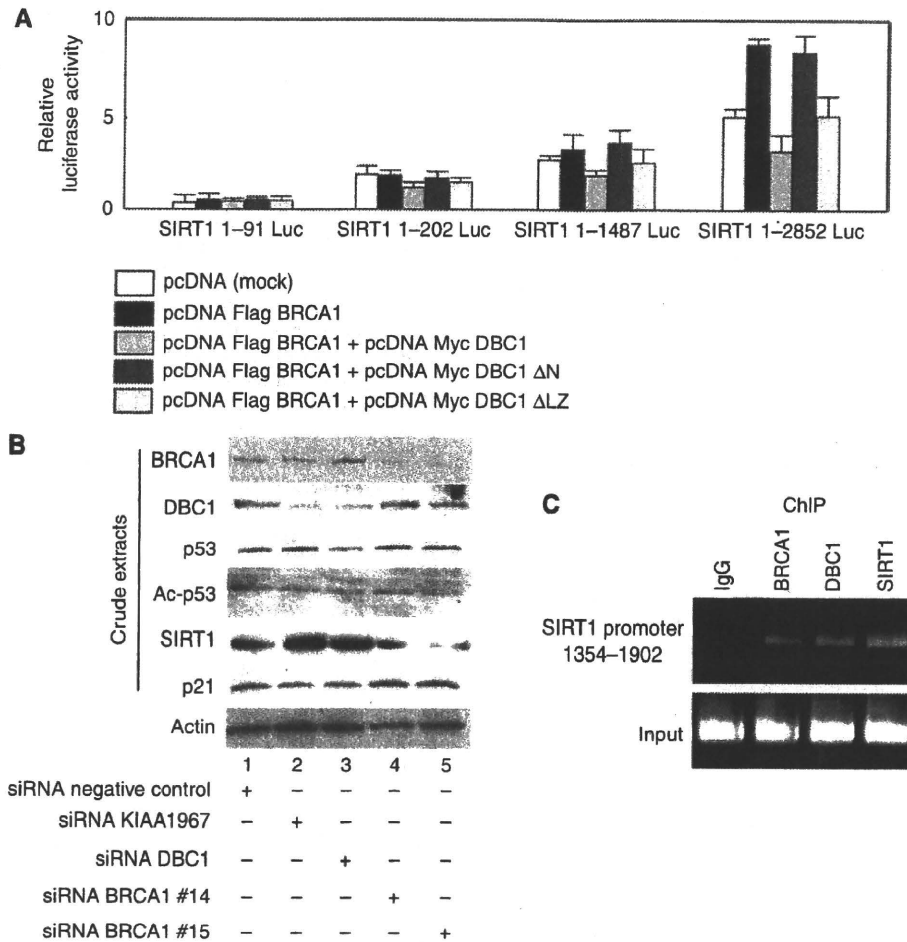 A
Relative
luciferase activity
10
5
0
SIRT1 1–91 Luc
SIRT1 1–202 Luc
SIRT1 1–1487 Luc
SIRT1 1–2852 Luc
pcDNA (mock)
pcDNA Flag BRCA1
pcDNA Flag BRCA1 + pcDNA Myc DBC1
pcDNA Flag BRCA1 + pcDNA Myc DBC1 ΔN
pcDNA Flag BRCA1 + pcDNA Myc DBC1 ΔLZ
B
Crude extracts
BRCA1
DBC1
p53
Ac-p53
SIRT1
p21
Actin
1 2 3 4 5
siRNA negative control + – – – –
siRNA KIAA1967 – + – – –
siRNA DBC1 – – + – –
siRNA BRCA1 #14 – – – + –
siRNA BRCA1 #15 – – – – +
C
ChIP
IgG
BRCA1
DBC1
SIRT1
SIRT1 promoter
1354–1902
Input